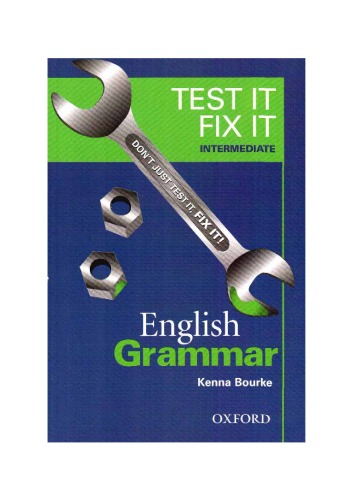 TEST IT
FIX IT
INTERMEDIATE
DON'T JUST TEST IT, FIX IT!
English
Grammar
Kenna Bourke
OXFORD